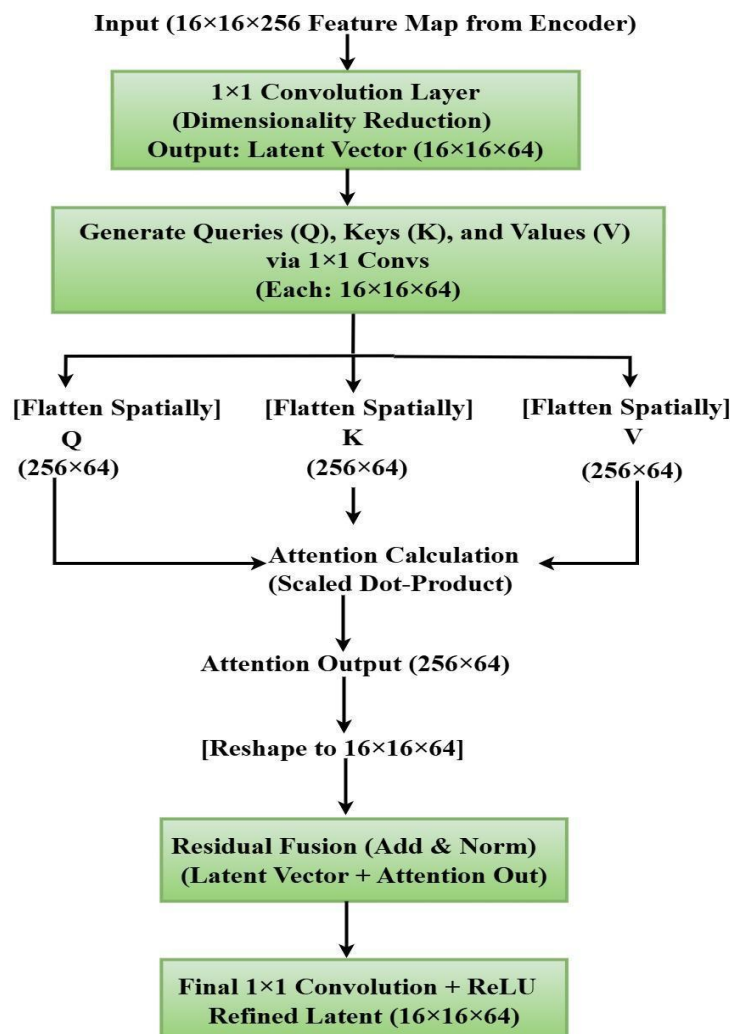 Input (16×16×256 Feature Map from Encoder)
1×1 Convolution Layer
(Dimensionality Reduction)
Output: Latent Vector (16×16×64)
Generate Queries (Q), Keys (K), and Values (V)
via 1×1 Convs
(Each: 16×16×64)
[Flatten Spatially]
Q
(256×64)
[Flatten Spatially]
K
(256×64)
[Flatten Spatially]
V
(256×64)
Attention Calculation
(Scaled Dot-Product)
Attention Output (256×64)
[Reshape to 16×16×64]
Residual Fusion (Add & Norm)
(Latent Vector + Attention Out)
Final 1×1 Convolution + ReLU
Refined Latent (16×16×64)